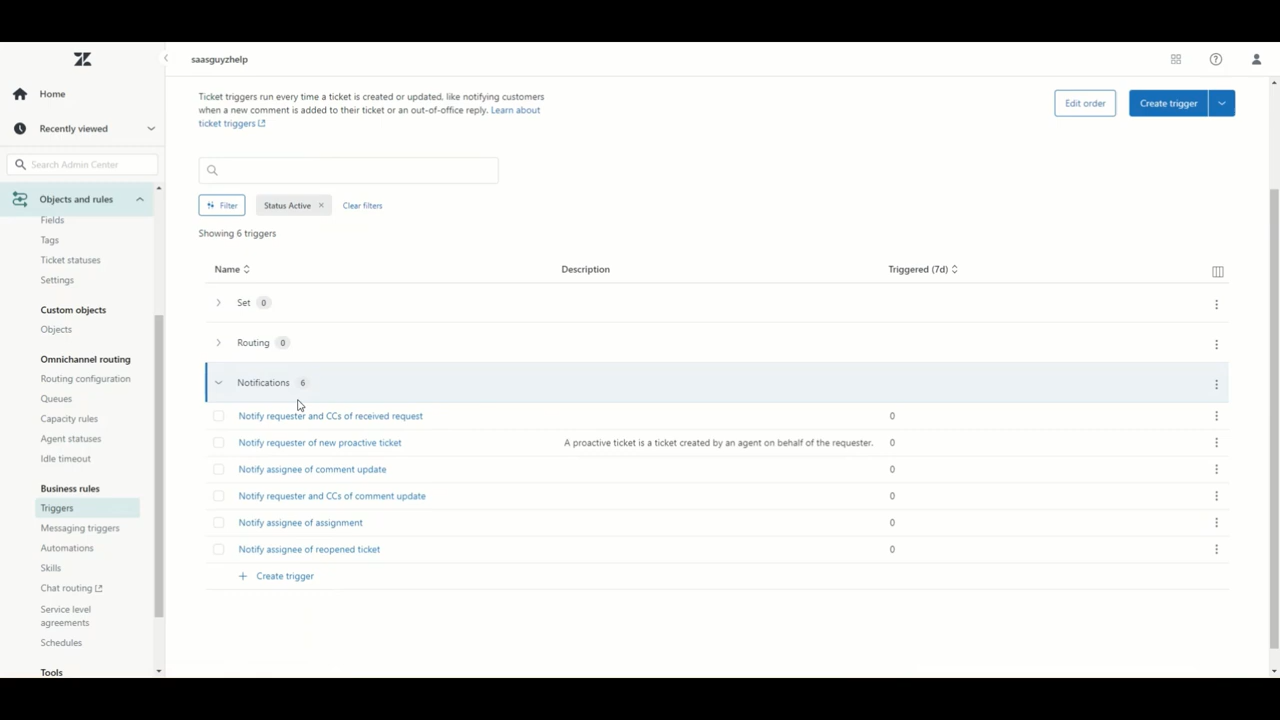 saasguyzhelp
Home
Recently viewed
Search Admin Center
Objects and rules
Fields
Tags
Ticket statuses
Settings
Custom objects
Objects
Omnichannel routing
Routing configuration
Queues
Capacity rules
Agent statuses
Idle timeout
Business rules
Triggers
Messaging triggers
Automations
Skills
Chat routing
Service level
agreements
Schedules
Tools
Ticket triggers run every time a ticket is created or updated, like notifying customers
when a new comment is added to their ticket or an out-of-office reply. Learn about
ticket triggers
Edit order
Create trigger
Filter
Status Active
Clear filters
Showing 6 triggers
Name Description Triggered (7d)
Set 0
Routing 0
Notifications 6
Notify requester and CCs of received request 0
Notify requester of new proactive ticket A proactive ticket is a ticket created by an agent on behalf of the requester. 0
Notify assignee of comment update 0
Notify requester and CCs of comment update 0
Notify assignee of assignment 0
Notify assignee of reopened ticket 0
+ Create trigger